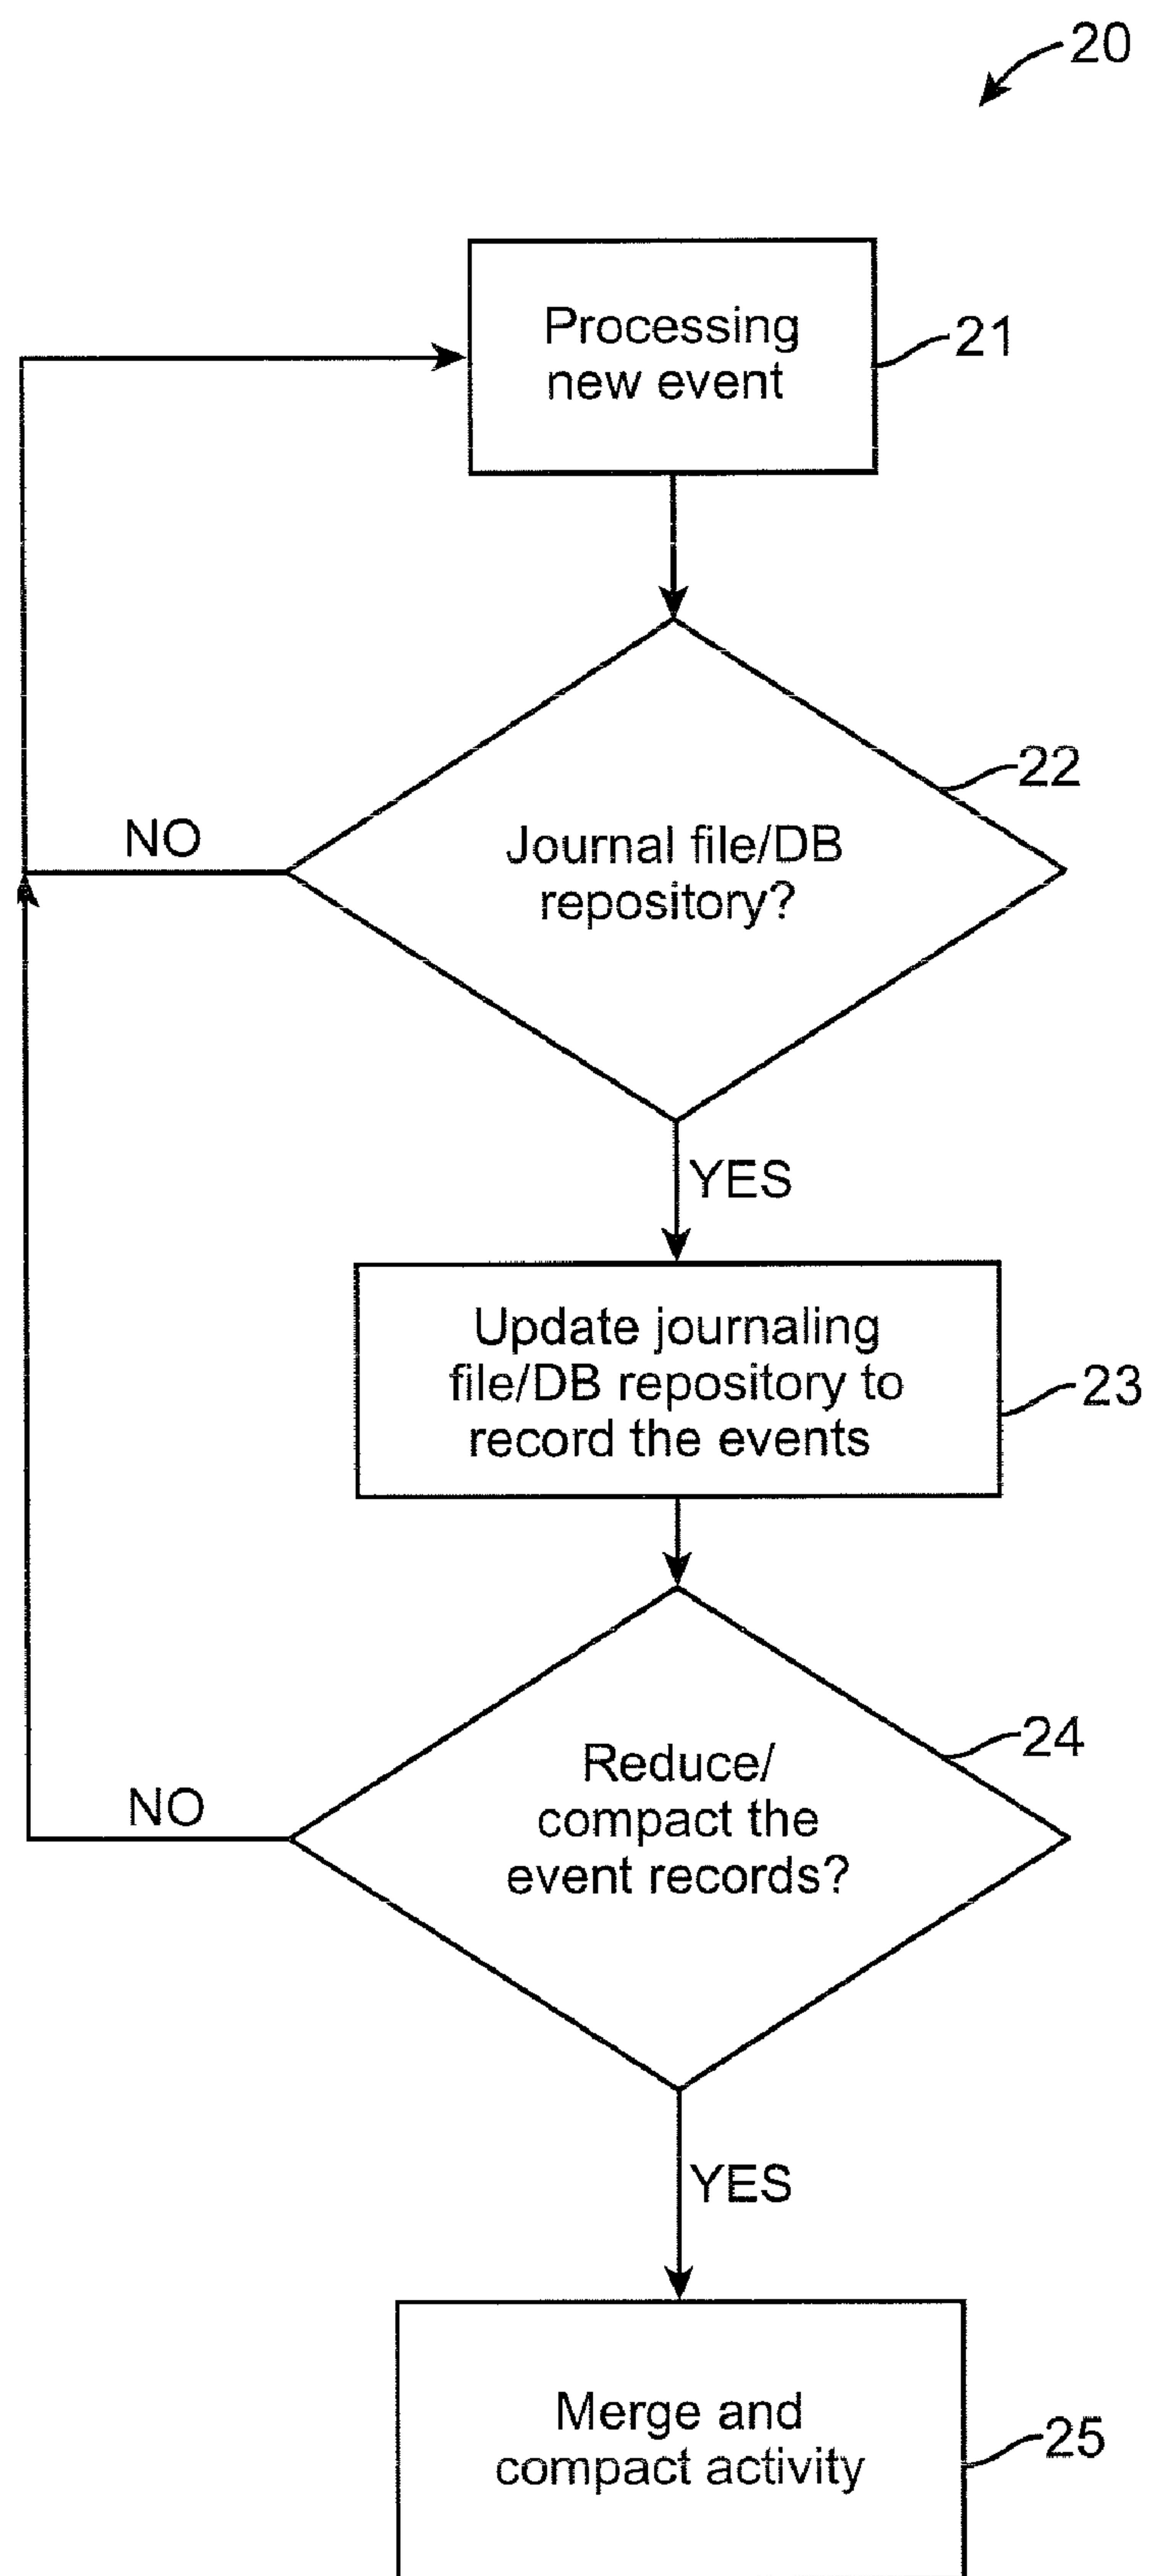 20
Processing
new event
21
22
NO
Journal file/DB
repository?
YES
Update journaling
file/DB repository to
record the events
23
24
Reduce/
compact the
event records?
NO
YES
Merge and
compact activity
25